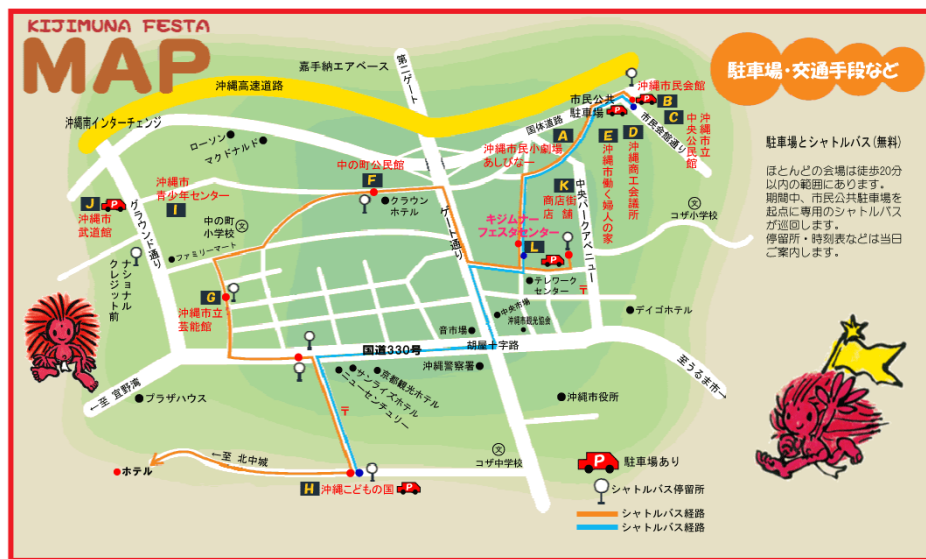 KIJIMUNA FESTA
MAP
駐車場・交通手段など
駐車場とシャトルバス(無料)
ほとんどの会場は徒歩20分
以内の範囲にあります。
期間中、市民公共駐車場を
起点に専用のシャトルバス
が巡回します。
停留所・時刻表などは当日
ご案内します。
嘉手納エアベース
第二ゲート
沖縄高速道路
沖縄南インターチェンジ
国体道路
市民公共
駐車場
P
沖縄市民会館
P
B
C
沖縄市立
中央公民館
市民会館通り
D
沖縄商工会議所
E
沖縄市働く婦人の家
A
沖縄市民小劇場
あしびなー
ローソン
マクドナルド
中の町公民館
F
クラウン
ホテル
沖縄市
青少年センター
I
J
P
沖縄市
武道館
グラウンド通り
中の町
小学校
文
ファミリーマート
ナショナル
クレジット前
G
沖縄市立
芸能館
ゲート通り
K
商店街
店舗
中央パークアベニュー
文
コザ小学校
キジムナー
フェスタセンター
L
P
テレワーク
センター
〒
中央市場
沖縄市観光協会
音市場
デイゴホテル
国道330号
胡屋十字路
沖縄警察署
京都観光ホテル
サンライズホテル
ニューセンチュリー
〒
←至 宜野湾
プラザハウス
至うるま市→
沖縄市役所
文
コザ中学校
←至 北中城
ホテル
H
沖縄こどもの国
P
P
駐車場あり
シャトルバス停留所
シャトルバス経路
シャトルバス経路